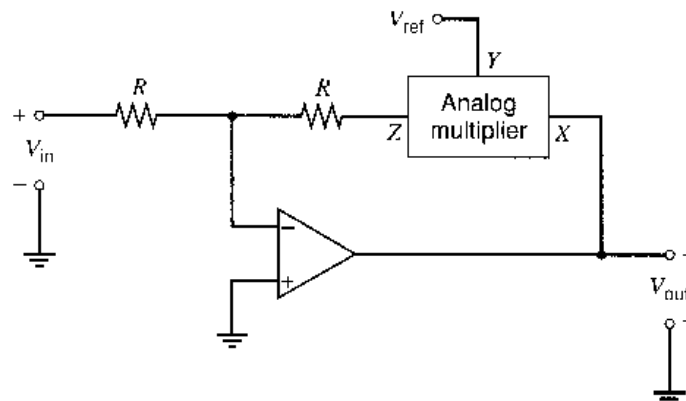 V_ref
Y
R
R
Analog
multiplier
Z
X
+
V_in
−
−
+
V_out